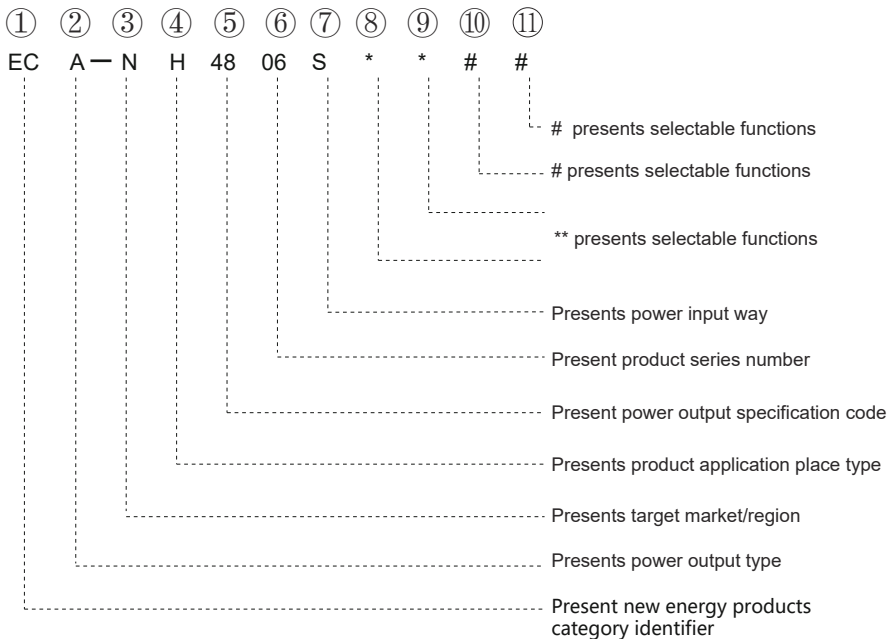 ① ② ③ ④ ⑤ ⑥ ⑦ ⑧ ⑨ ⑩ ⑪
EC A — N H 48 06 S * * # #
# presents selectable functions
# presents selectable functions
** presents selectable functions
Presents power input way
Present product series number
Present power output specification code
Presents product application place type
Presents target market/region
Presents power output type
Present new energy products
category identifier